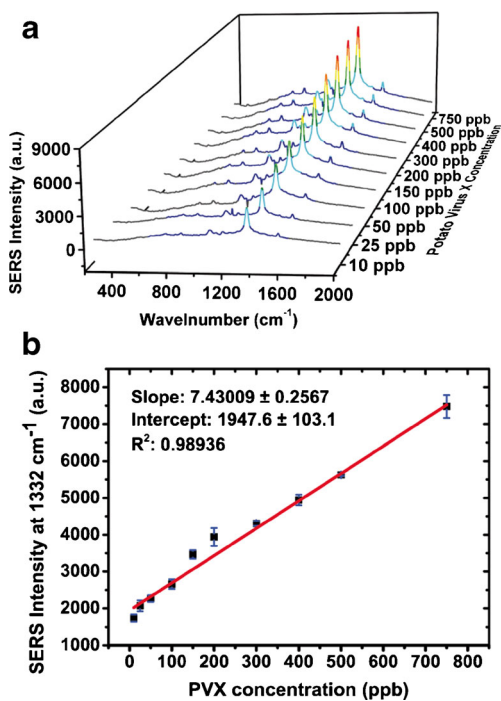 a
SERS Intensity (a.u.)
9000
6000
3000
0
400 800 1200 1600 2000
Wavelnumber (cm-1)
750 ppb
500 ppb
400 ppb
300 ppb
200 ppb
150 ppb
100 ppb
50 ppb
25 ppb
10 ppb
Potato Virus X Concentration
b
SERS Intensity at 1332 cm-1 (a.u.)
8000
7000
6000
5000
4000
3000
2000
1000
Slope: 7.43009 ± 0.2567
Intercept: 1947.6 ± 103.1
R2: 0.98936
0 100 200 300 400 500 600 700 800
PVX concentration (ppb)